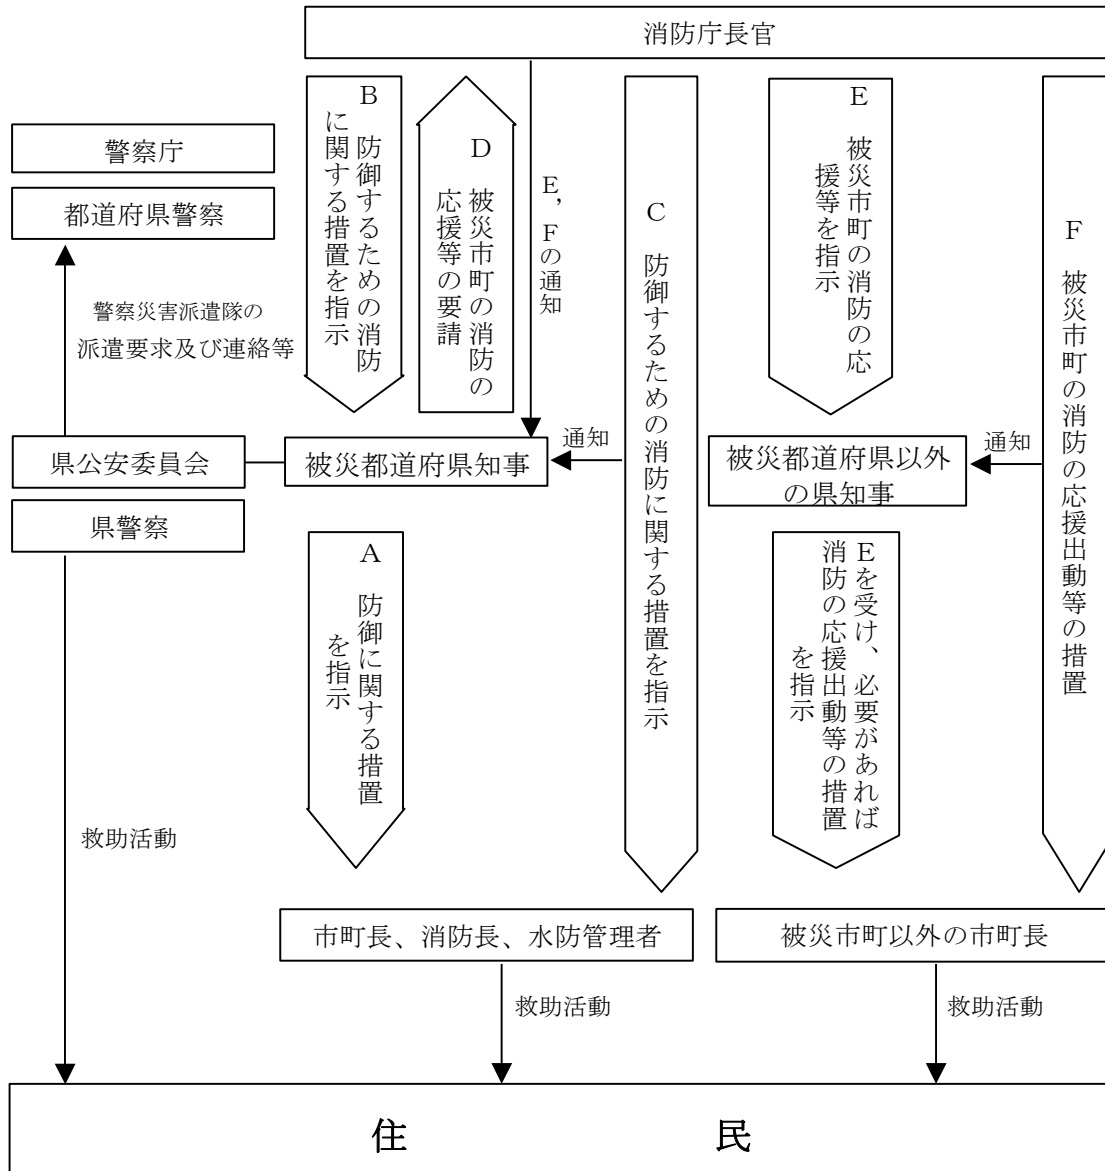 消防庁長官
警察庁
都道府県警察
警察災害派遣隊の
派遣要求及び連絡等
B 防御するための消防
に関する措置を指示
D 被災市町の消防の
応援等の要請
E，Fの通知
C 防御するための消防に関する措置を指示
E 被災市町の消防の応
援等を指示
F 被災市町の消防の応援出動等の措置
県公安委員会
被災都道府県知事
通知
被災都道府県以外
の県知事
通知
県警察
A 防御に関する措置
を指示
Eを受け、必要があれば
消防の応援出動等の措置
を指示
救助活動
市町長、消防長、水防管理者
被災市町以外の市町長
救助活動
救助活動
住 民